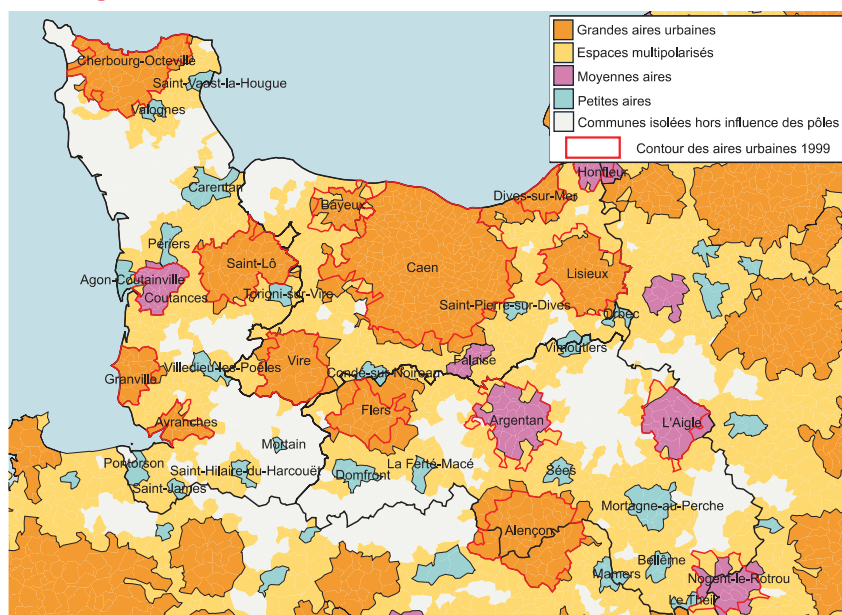 Grandes aires urbaines
Espaces multipolarisés
Moyennes aires
Petites aires
Communes isolées hors influence des pôles
Contour des aires urbaines 1999
Cherbourg-Octeville
Saint-Vaast-la-Hougue
Valognes
Carentan
Honfleur
Dives-sur-Mer
Bayeux
Périers
Saint-Lô
Caen
Lisieux
Agon-Coutainville
Coutances
Torigni-sur-Vire
Saint-Pierre-sur-Dives
Orbec
Vimoutiers
Villedieu-les-Poêles
Vire
Falaise
Condé-sur-Noireau
Granville
Avranches
Flers
Argentan
L'Aigle
Mortain
Pontorson
Saint-Hilaire-du-Harcouët
La Ferté-Macé
Domfront
Sées
Saint-James
Mortagne-au-Perche
Alençon
Bellême
Mamers
Nogent-le-Rotrou
Le Theil